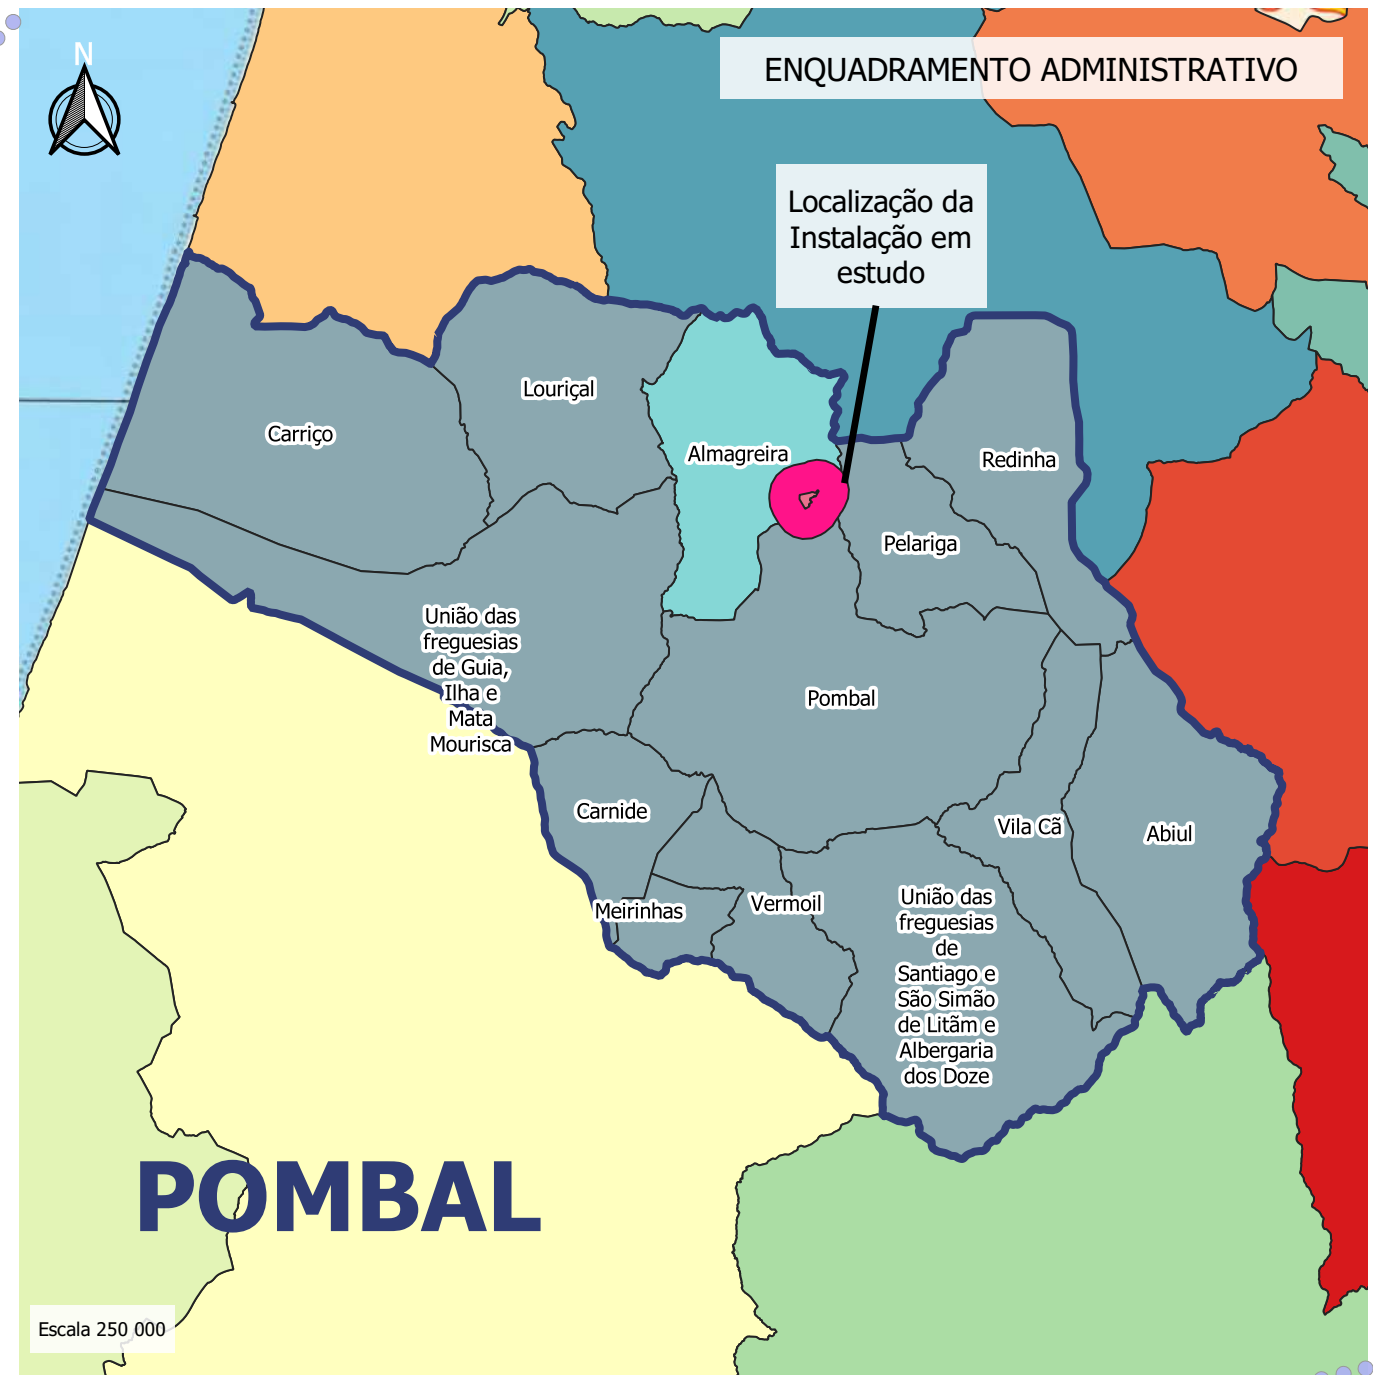 N
ENQUADRAMENTO ADMINISTRATIVO
Localização da
Instalação em
estudo
Louriçal
Carriço
Almagreira
Redinha
Pelariga
União das
freguesias
de Guia,
Ilha e
Mata
Mourisca
Pombal
Carnide
Vila Cã
Abiul
Meirinhas
Vermoil
União das
freguesias
de
Santiago e
São Simão
de Litãm e
Albergaria
dos Doze
POMBAL
Escala 250 000